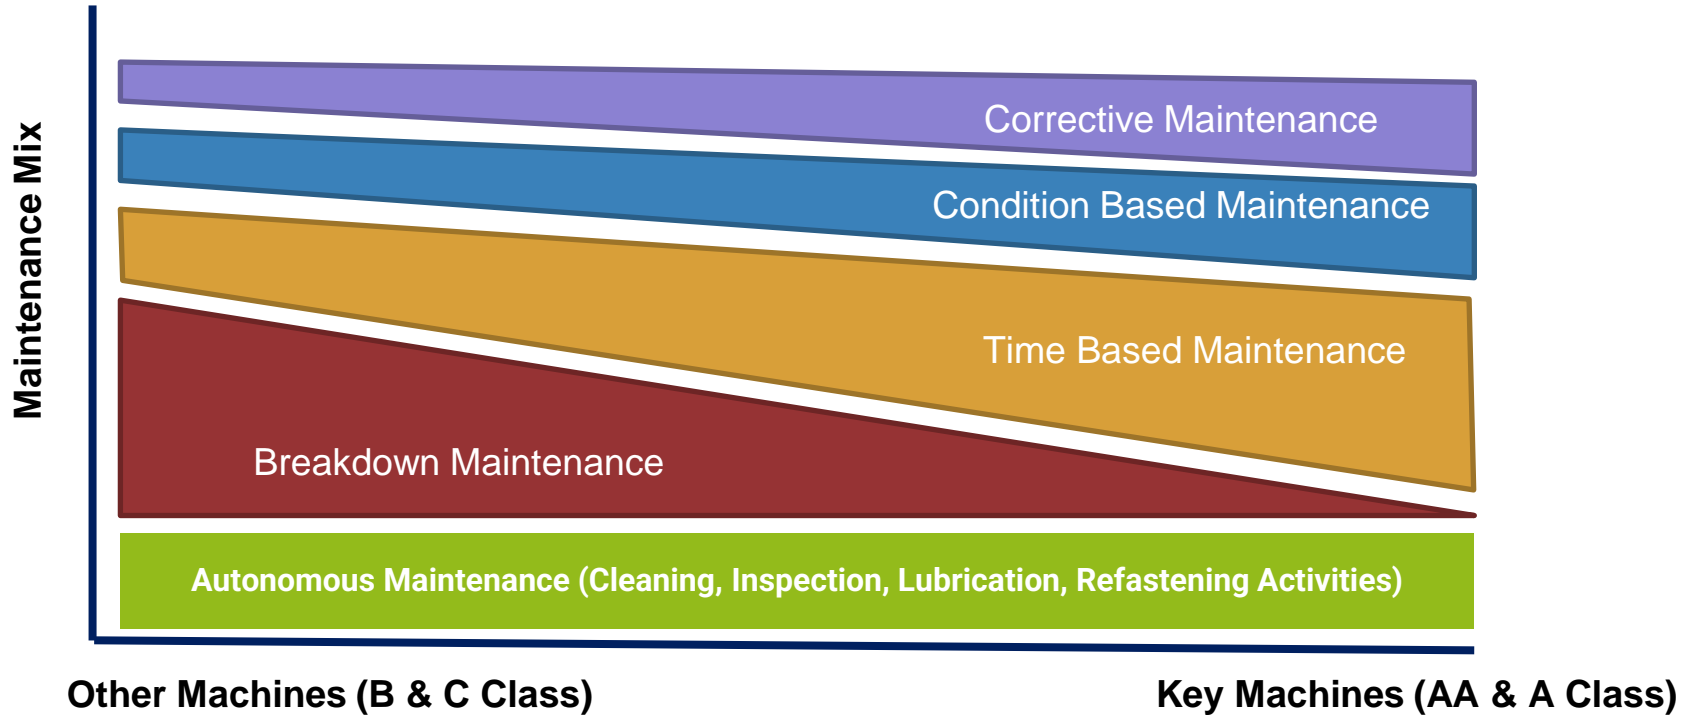 Maintenance Mix
Corrective Maintenance
Condition Based Maintenance
Time Based Maintenance
Breakdown Maintenance
Autonomous Maintenance (Cleaning, Inspection, Lubrication, Refastening Activities)
Other Machines (B & C Class)
Key Machines (AA & A Class)